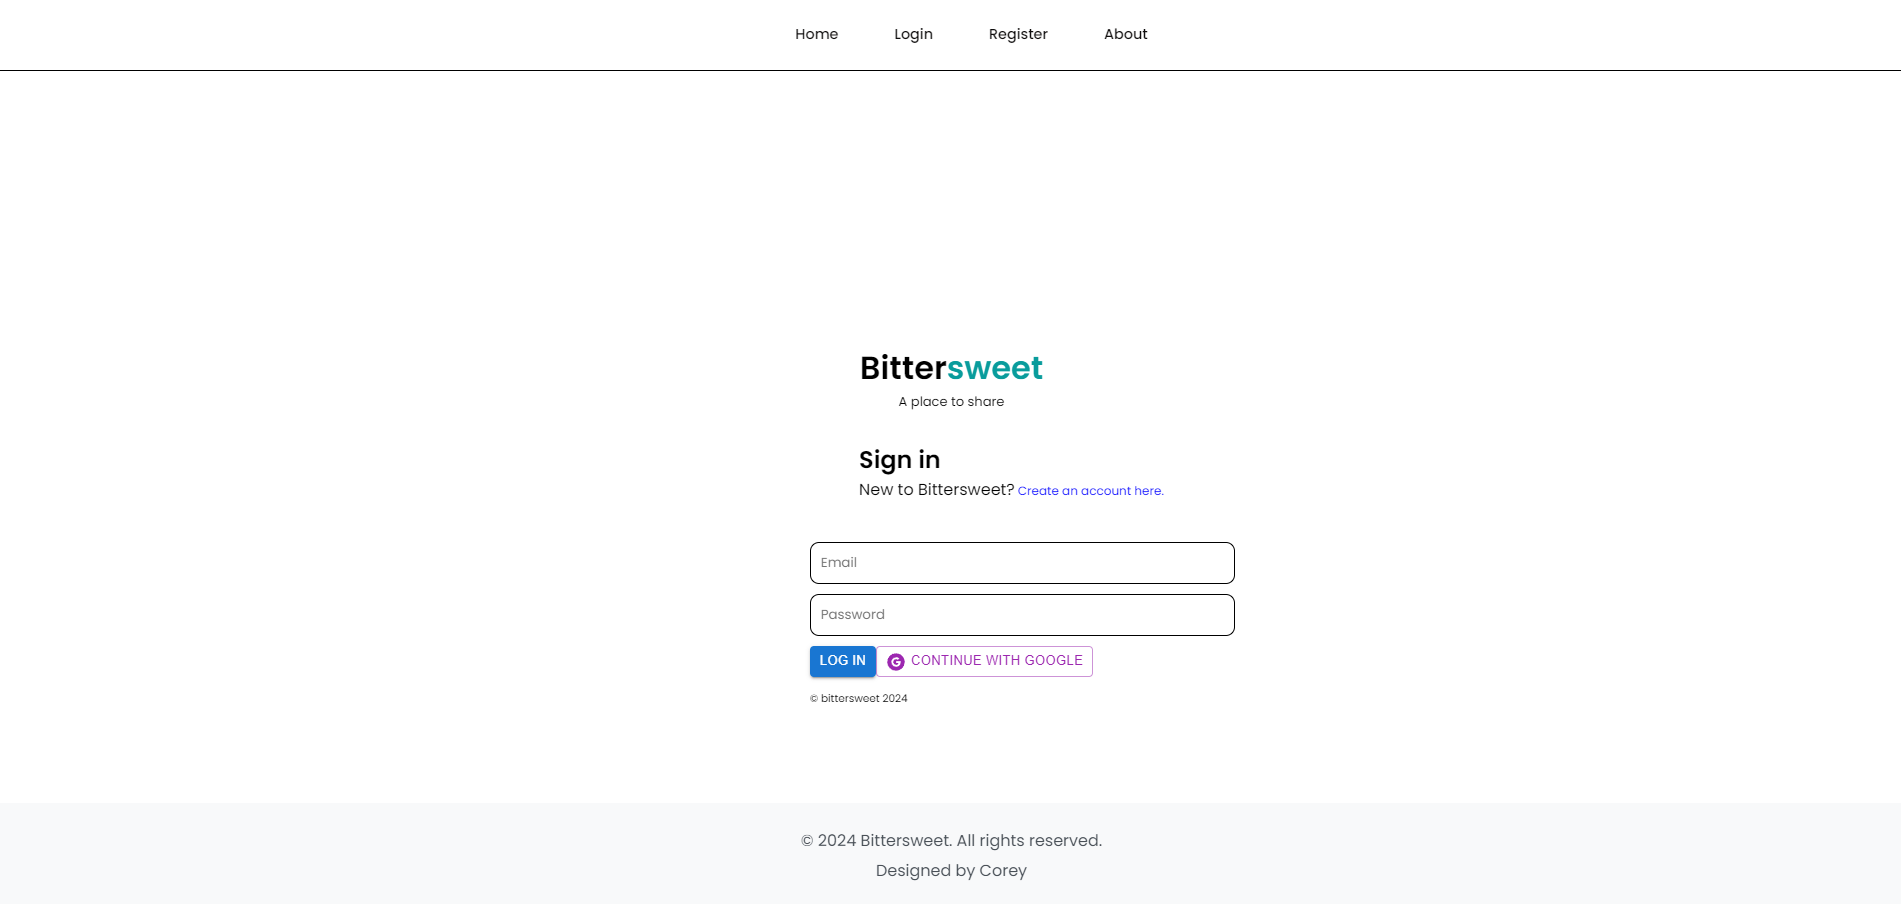 Home Login Register About
Bittersweet
A place to share
Sign in
New to Bittersweet? Create an account here.
Email
Password
LOG IN CONTINUE WITH GOOGLE
© bittersweet 2024
© 2024 Bittersweet. All rights reserved.
Designed by Corey